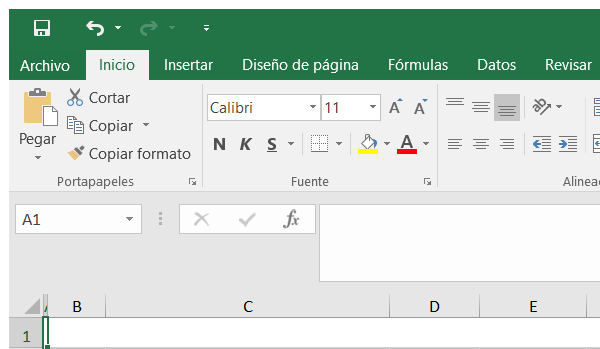 Archivo Inicio Insertar Diseño de página Fórmulas Datos Revisar
Pegar
Cortar
Copiar
Copiar formato
Portapapeles
Calibri 11 A A
N K S A
Fuente
Alinea
A1 fx
A B C D E
1